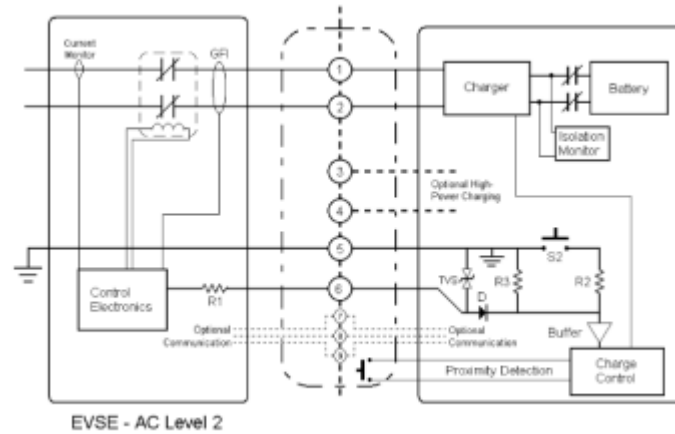 Current
Monitor
GFI
1
2
3
4
5
6
7
8
9
Charger
Battery
Isolation
Monitor
Optional High-
Power Charging
S2
TVS
R3
R2
D
Control
Electronics
R1
Optional
Communication
Optional
Communication
Buffer
Proximity Detection
Charge
Control
EVSE - AC Level 2